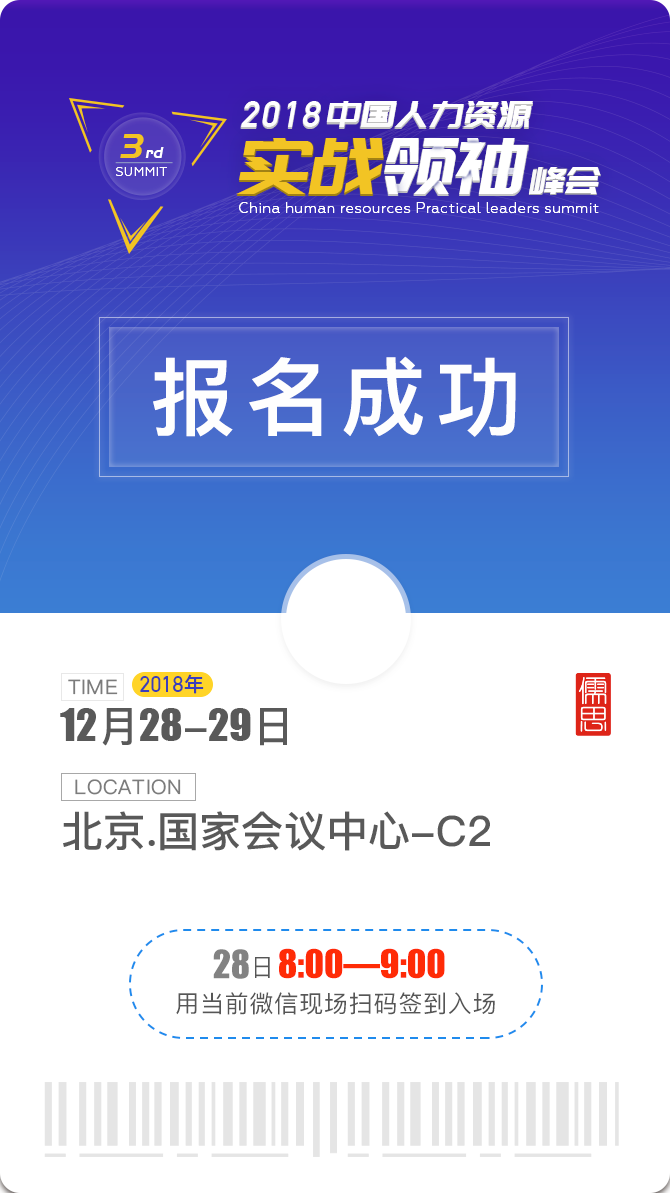 3rd
SUMMIT
2018中国人力资源
实战领袖峰会
China human resources Practical leaders summit
报名成功
TIME 2018年
12月28-29日
儒思
LOCATION
北京.国家会议中心-C2
28日 8:00—9:00
用当前微信现场扫码签到入场